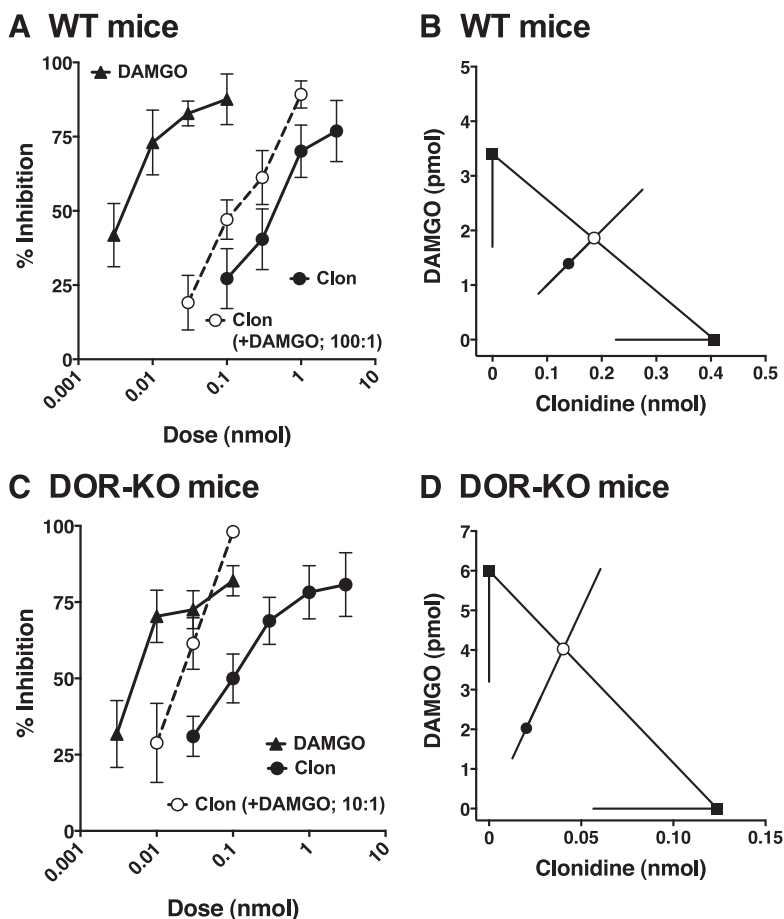 A WT mice
DAMGO
% Inhibition
100
75
50
25
0
Clon
Clon
(+DAMGO; 100:1)
0.001
0.01
0.1
1
10
Dose (nmol)
B WT mice
DAMGO (pmol)
5
4
3
2
1
0
0
0.1
0.2
0.3
0.4
0.5
Clonidine (nmol)
C DOR-KO mice
% Inhibition
100
75
50
25
0
DAMGO
Clon
Clon (+DAMGO; 10:1)
0.001
0.01
0.1
1
10
Dose (nmol)
D DOR-KO mice
DAMGO (pmol)
7
6
5
4
3
2
1
0
0
0.05
0.10
0.15
Clonidine (nmol)